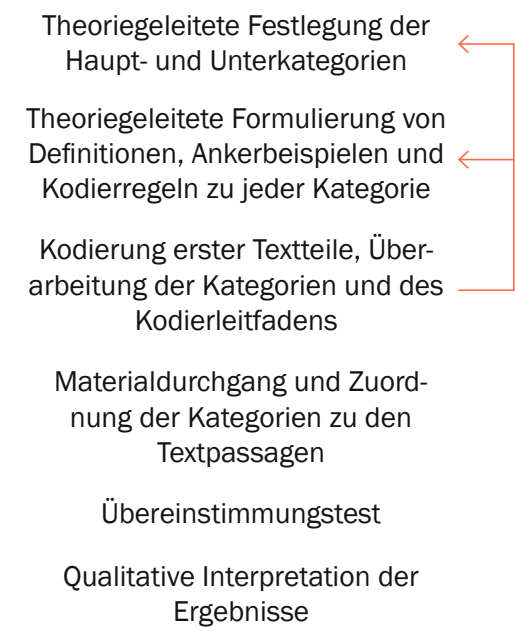 Theoriegeleitete Festlegung der
Haupt- und Unterkategorien
Theoriegeleitete Formulierung von
Definitionen, Ankerbeispielen und
Kodierregeln zu jeder Kategorie
Kodierung erster Textteile, Über-
arbeitung der Kategorien und des
Kodierleitfadens
Materialdurchgang und Zuord-
nung der Kategorien zu den
Textpassagen
Übereinstimmungstest
Qualitative Interpretation der
Ergebnisse